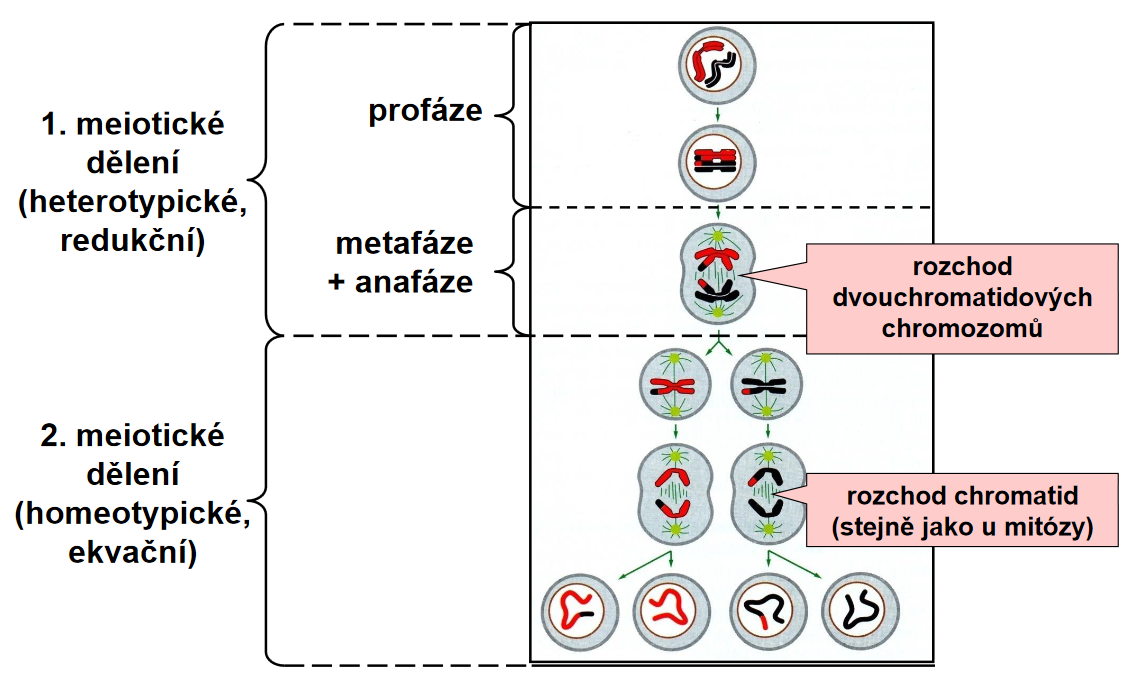 1. meiotické
dělení
(heterotypické,
redukční)
profáze
metafáze
+ anafáze
rozchod
dvouchromatidových
chromozomů
2. meiotické
dělení
(homeotypické,
ekvační)
rozchod chromatid
(stejně jako u mitózy)